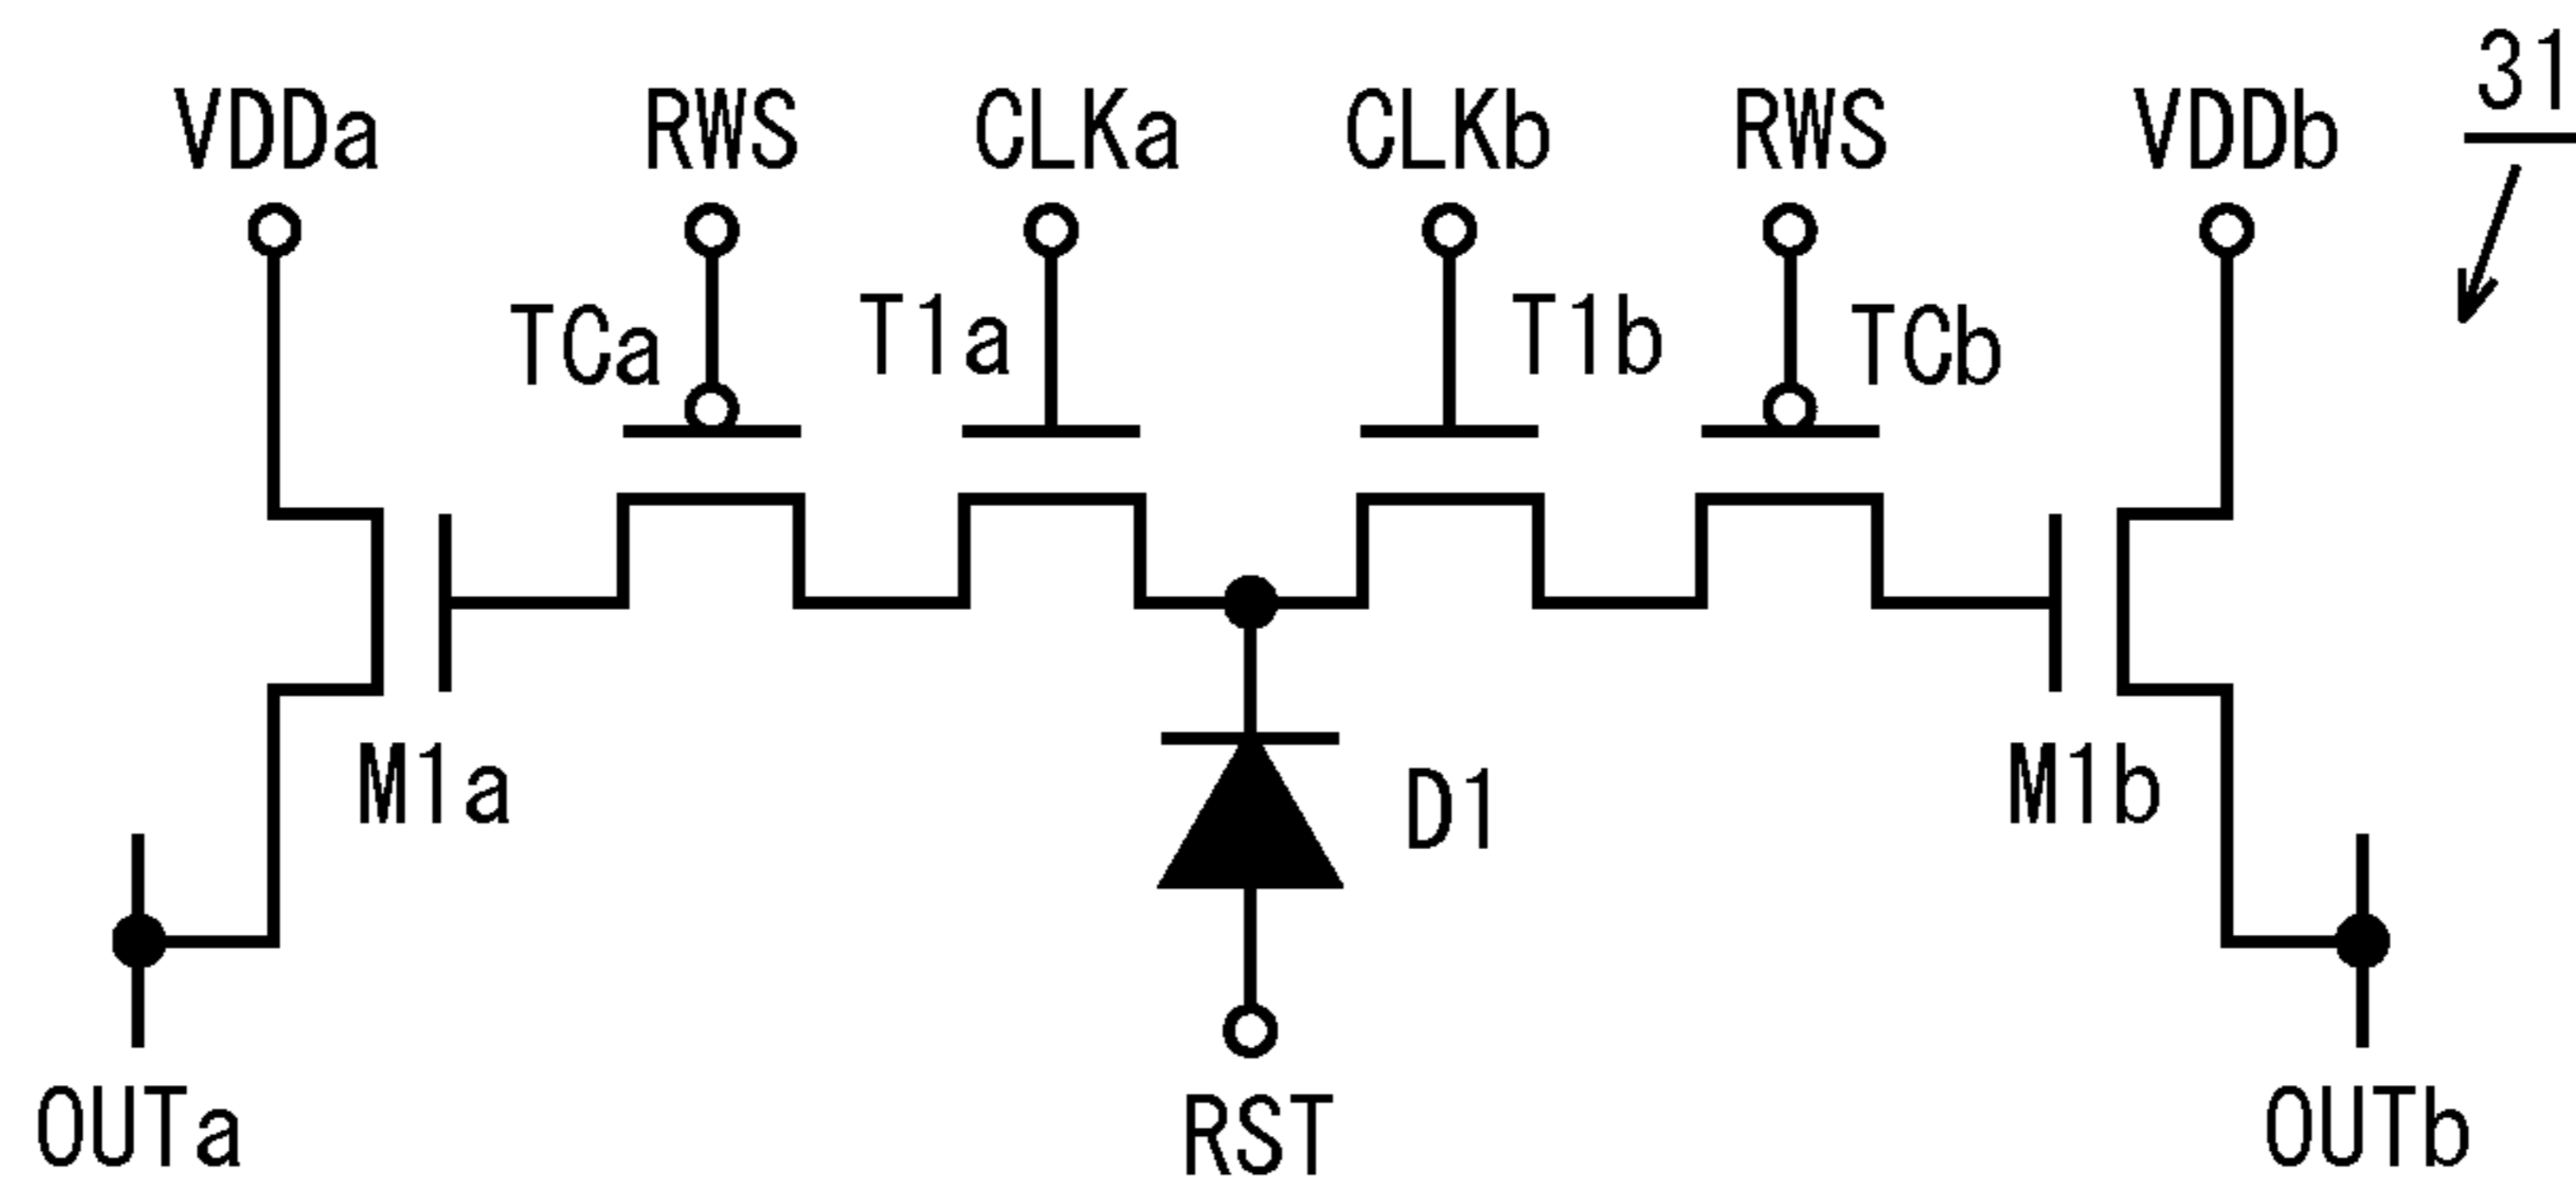 31
VDDa RWS CLKa CLKb RWS VDDb
TCa T1a T1b TCb
M1a D1 M1b
OUTa RST OUTb